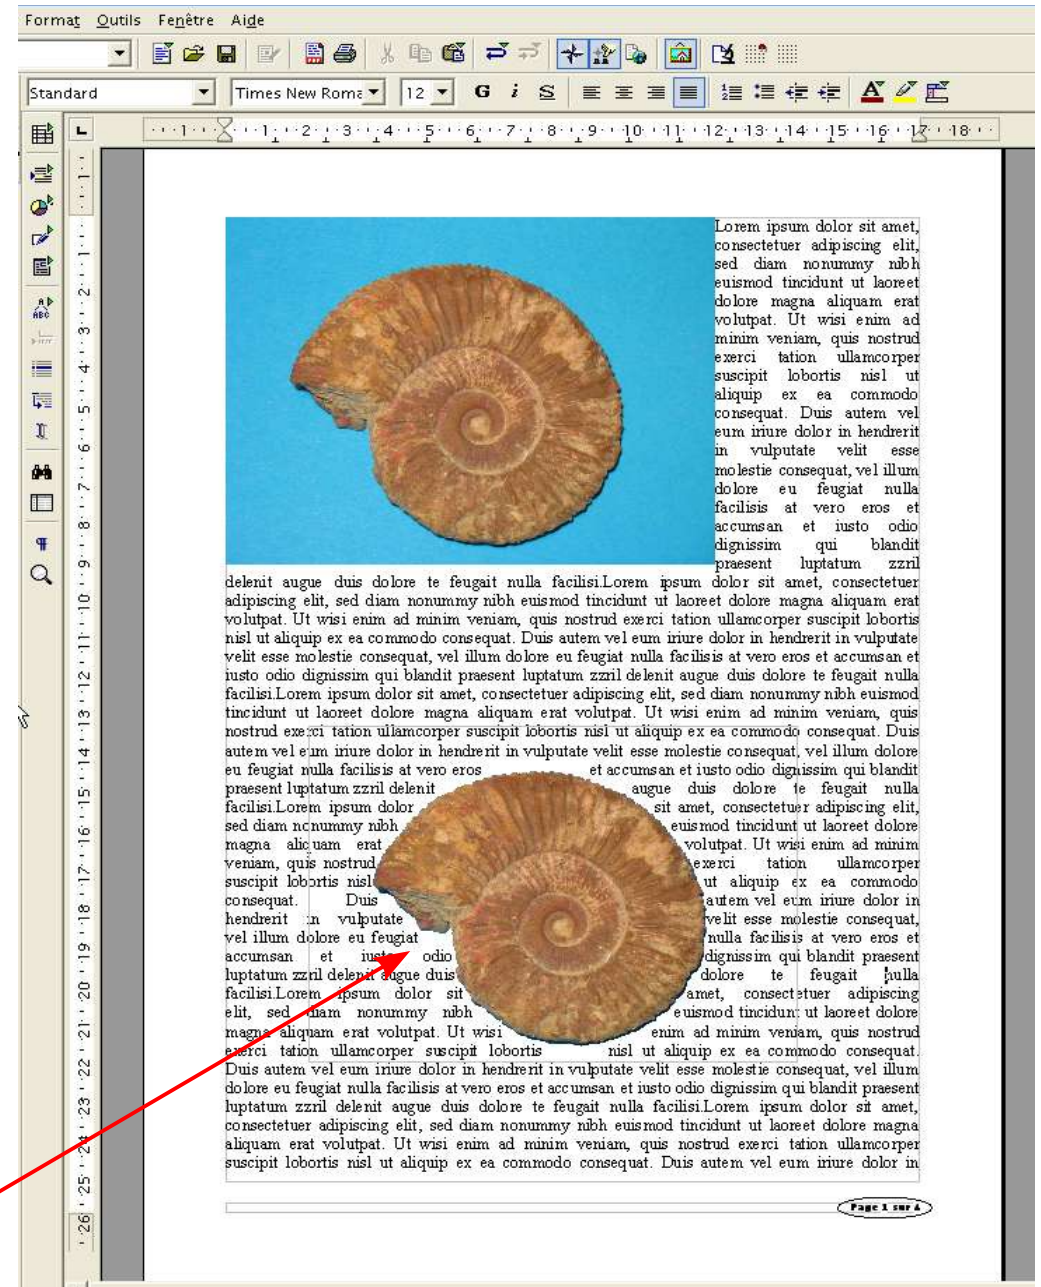 Format Outils Fenêtre Aide
Standard Times New Roma 12 G i S
1 1 2 3 4 5 6 7 8 9 10 11 12 13 14 15 16 17 18
Lorem ipsum dolor sit amet,
consectetuer adipiscing elit,
sed diam nonummy nibh
euismod tincidunt ut laoreet
dolore magna aliquam erat
volutpat. Ut wisi enim ad
minim veniam, quis nostrud
exerci tation ullamcorper
suscipit lobortis nisl ut
aliquip ex ea commodo
consequat. Duis autem vel
eum iriure dolor in hendrerit
in vulputate velit esse
molestie consequat, vel illum
dolore eu feugiat nulla
facilisis at vero eros et
accumsan et iusto odio
dignissim qui blandit
praesent luptatum zzril
delenit augue duis dolore te feugait nulla facilisi.Lorem ipsum dolor sit amet, consectetuer
adipiscing elit, sed diam nonummy nibh euismod tincidunt ut laoreet dolore magna aliquam erat
volutpat. Ut wisi enim ad minim veniam, quis nostrud exerci tation ullamcorper suscipit lobortis
nisl ut aliquip ex ea commodo consequat. Duis autem vel eum iriure dolor in hendrerit in vulputate
velit esse molestie consequat, vel illum dolore eu feugiat nulla facilisis at vero eros et accumsan et
iusto odio dignissim qui blandit praesent luptatum zzril delenit augue duis dolore te feugait nulla
facilisi.Lorem ipsum dolor sit amet, consectetuer adipiscing elit, sed diam nonummy nibh euismod
tincidunt ut laoreet dolore magna aliquam erat volutpat. Ut wisi enim ad minim veniam, quis
nostrud exerci tation ullamcorper suscipit lobortis nisl ut aliquip ex ea commodo consequat. Duis
autem vel eum iriure dolor in hendrerit in vulputate velit esse molestie consequat, vel illum dolore
eu feugiat nulla facilisis at vero eros et accumsan et iusto odio dignissim qui blandit
praesent luptatum zzril delenit augue duis dolore te feugait nulla
facilisi.Lorem ipsum dolor sit amet, consectetuer adipiscing elit,
sed diam nonummy nibh euismod tincidunt ut laoreet dolore
magna aliquam erat volutpat. Ut wisi enim ad minim
veniam, quis nostrud exerci tation ullamcorper
suscipit lobortis nisl ut aliquip ex ea commodo
consequat. Duis autem vel eum iriure dolor in
hendrerit in vulputate velit esse molestie consequat,
vel illum dolore eu feugiat nulla facilisis at vero eros et
accumsan et iusto odio dignissim qui blandit praesent
luptatum zzril delenit augue duis dolore te feugait nulla
facilisi.Lorem ipsum dolor sit amet, consectetuer adipiscing
elit, sed diam nonummy nibh euismod tincidunt ut laoreet dolore
magna aliquam erat volutpat. Ut wisi enim ad minim veniam, quis nostrud
exerci tation ullamcorper suscipit lobortis nisl ut aliquip ex ea commodo consequat.
Duis autem vel eum iriure dolor in hendrerit in vulputate velit esse molestie consequat, vel illum
dolore eu feugiat nulla facilisis at vero eros et accumsan et iusto odio dignissim qui blandit praesent
luptatum zzril delenit augue duis dolore te feugait nulla facilisi.Lorem ipsum dolor sit amet,
consectetuer adipiscing elit, sed diam nonummy nibh euismod tincidunt ut laoreet dolore magna
aliquam erat volutpat. Ut wisi enim ad minim veniam, quis nostrud exerci tation ullamcorper
suscipit lobortis nisl ut aliquip ex ea commodo consequat. Duis autem vel eum iriure dolor in
Page 1 sur 4